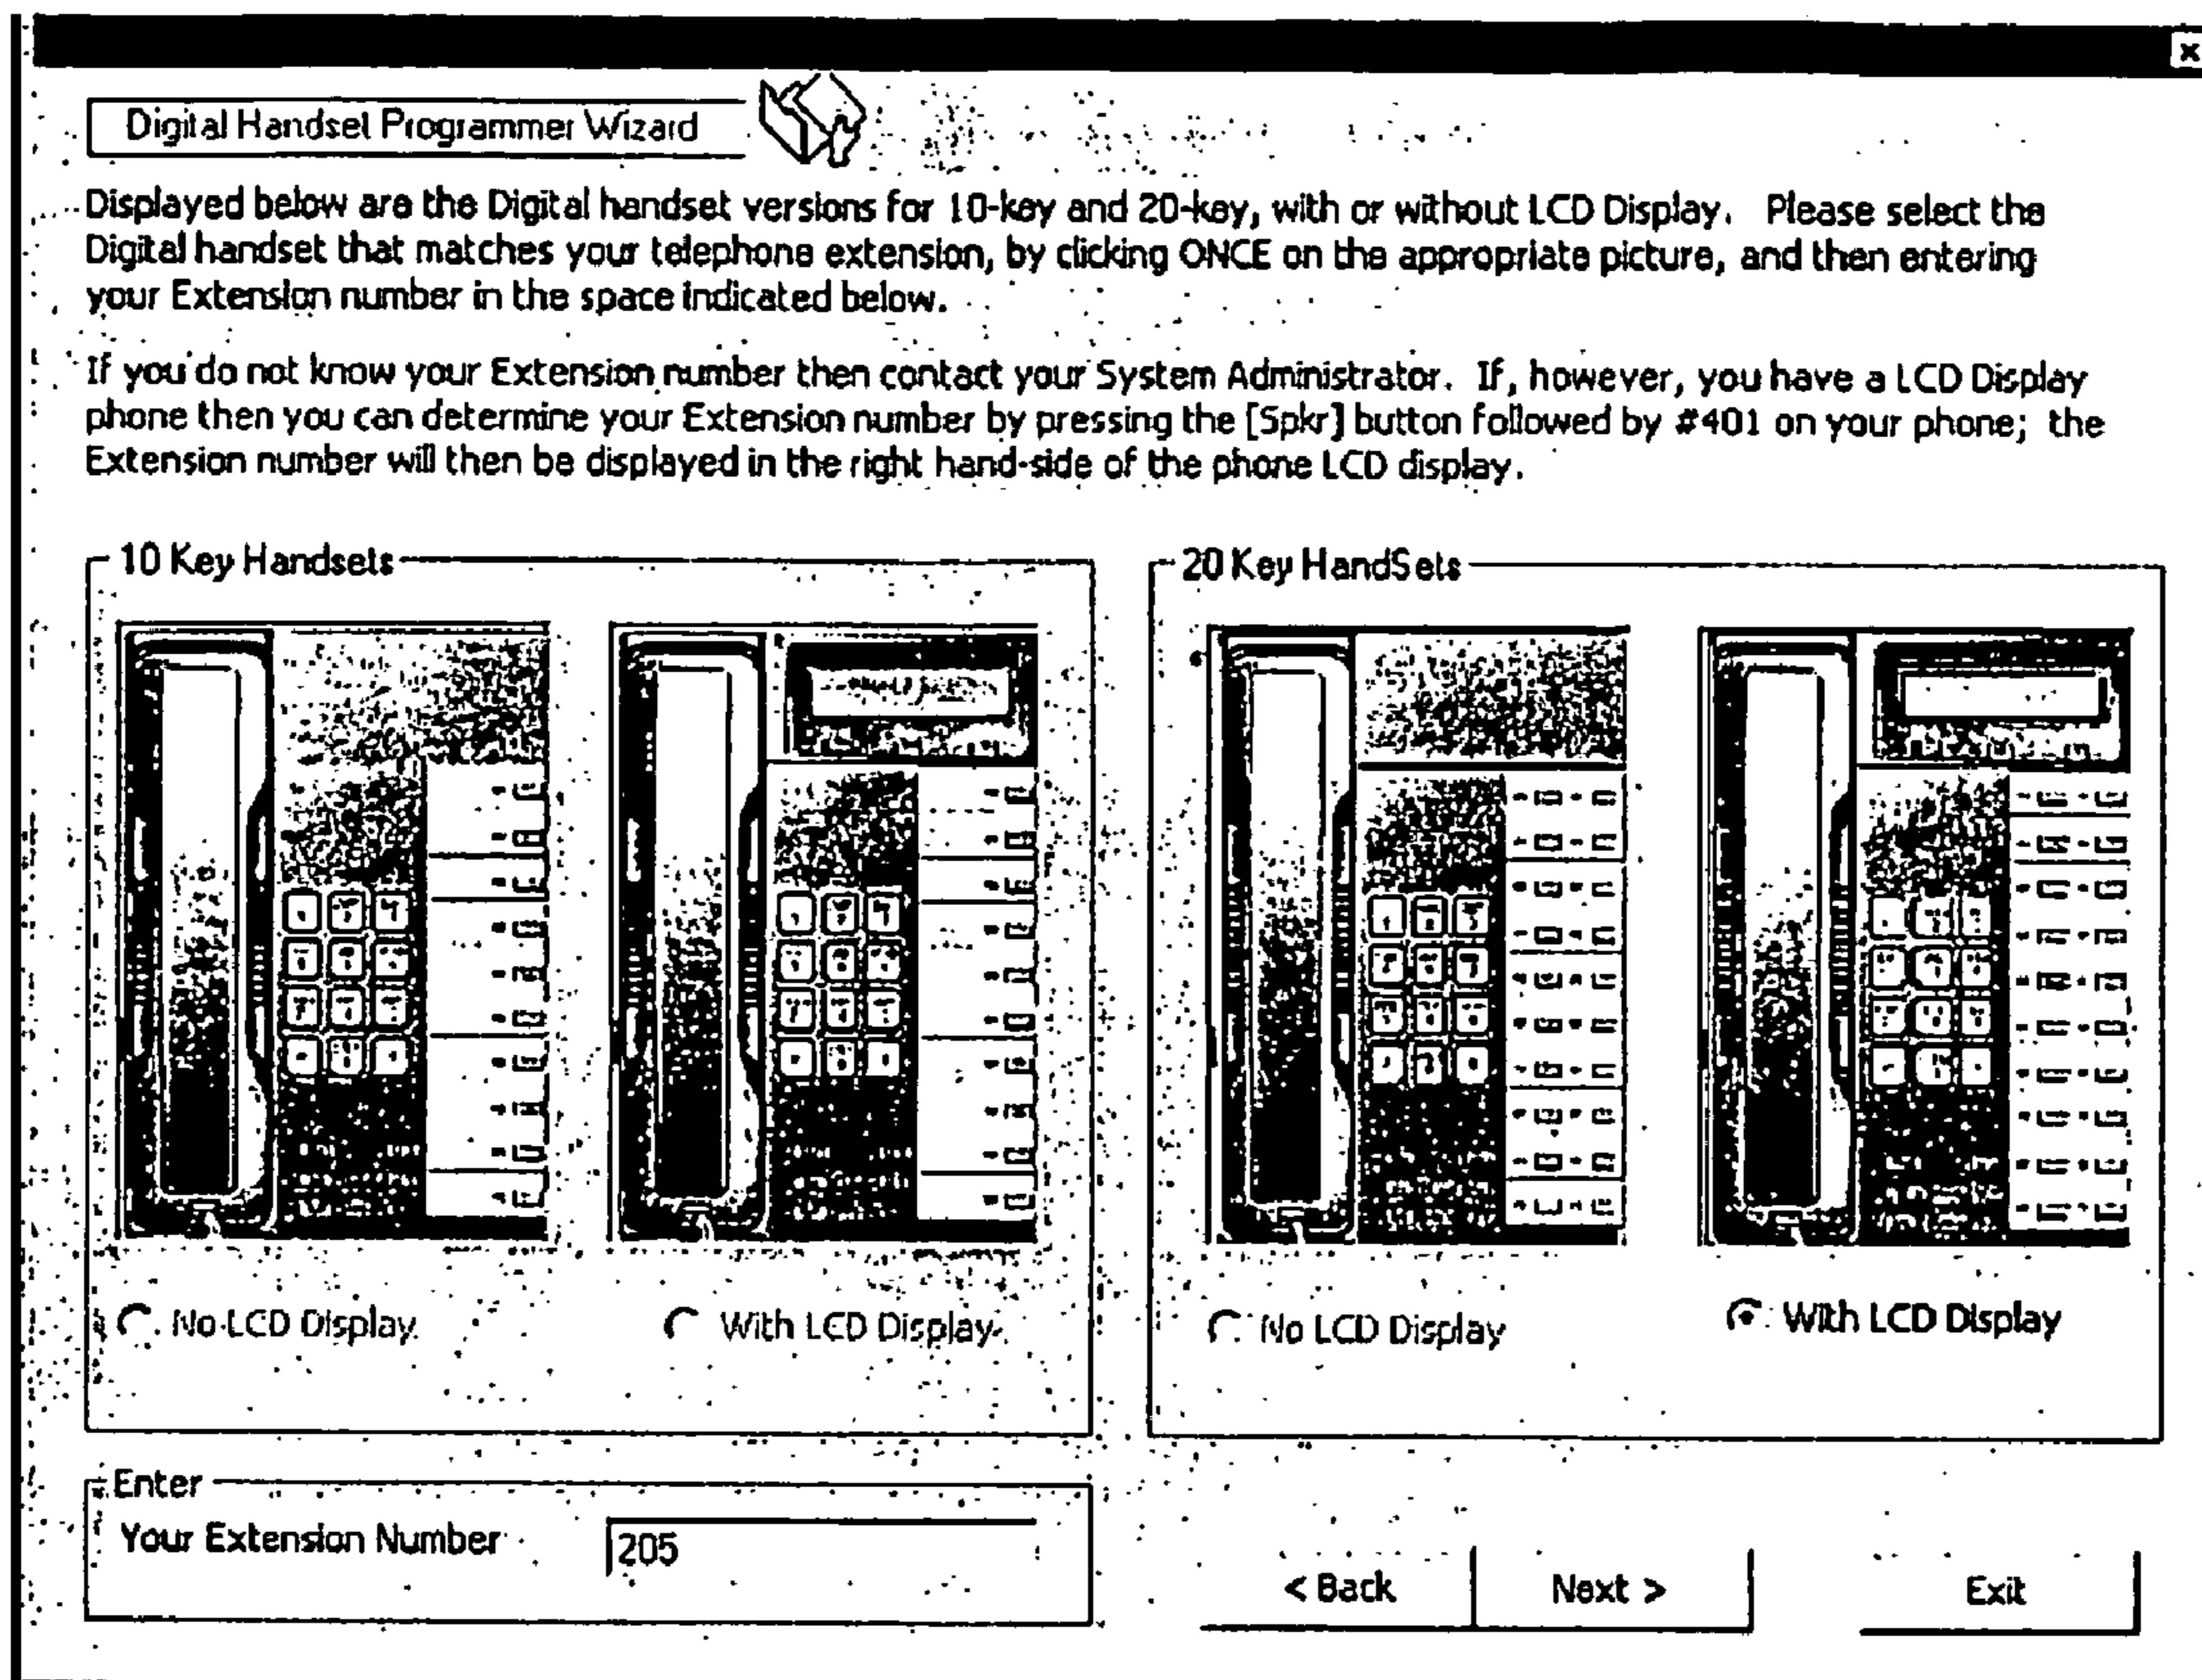 Digital Handset Programmer Wizard
Displayed below are the Digital handset versions for 10-key and 20-key, with or without LCD Display. Please select the
Digital handset that matches your telephone extension, by clicking ONCE on the appropriate picture, and then entering
your Extension number in the space indicated below.
If you do not know your Extension number then contact your System Administrator. If, however, you have a LCD Display
phone then you can determine your Extension number by pressing the [Spkr] button followed by #401 on your phone; the
Extension number will then be displayed in the right hand-side of the phone LCD display.
10 Key Handsets
20 Key HandSets
No LCD Display
With LCD Display
No LCD Display
With LCD Display
Enter
Your Extension Number
205
< Back
Next >
Exit